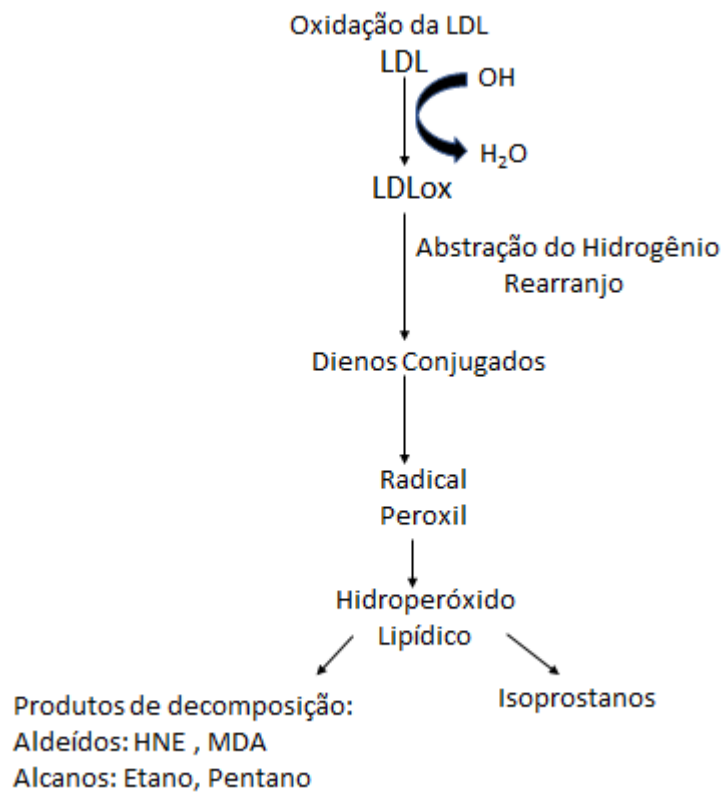 Oxidação da LDL
LDL
OH
H₂O
LDLox
Abstração do Hidrogênio
Rearranjo
Dienos Conjugados
Radical
Peroxil
Hidroperóxido
Lipídico
Produtos de decomposição:
Aldeídos: HNE , MDA
Alcanos: Etano, Pentano
Isoprostanos